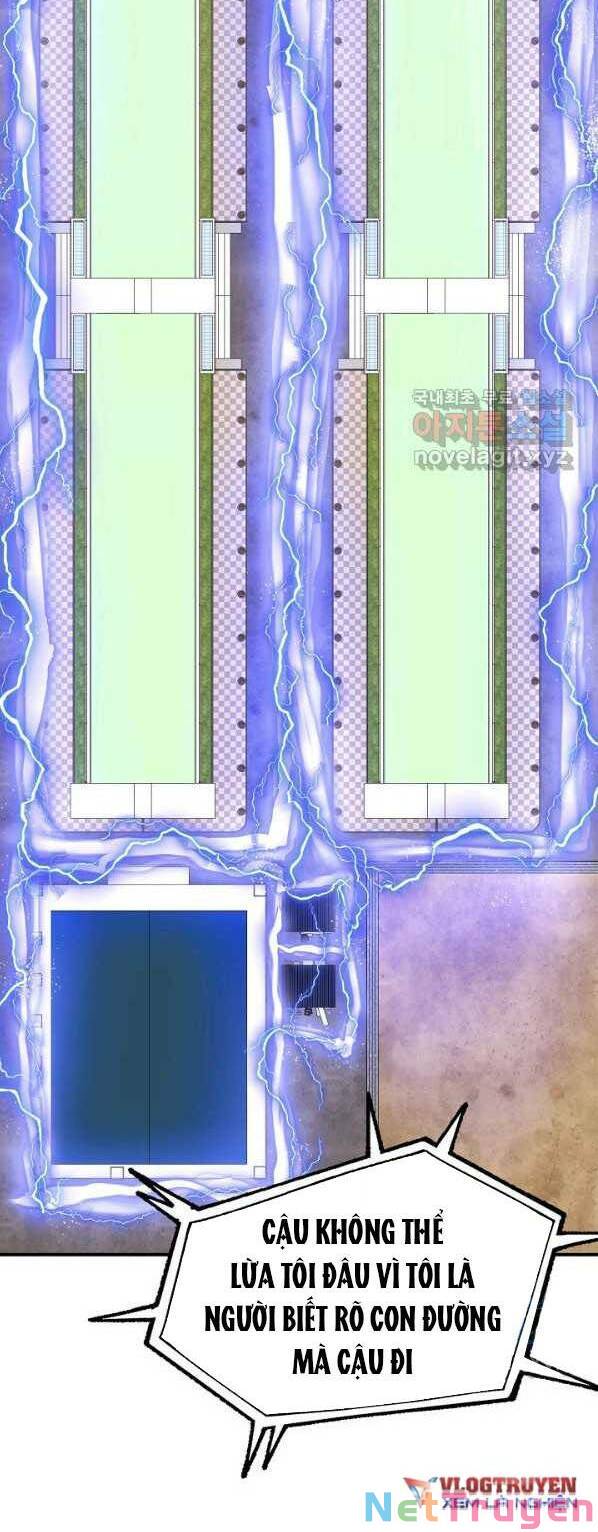 국내최초 무료 웹소설
아지툰소설
novelagit.xyz
CẬU KHÔNG THỂ
LỪA TÔI ĐÂU VÌ TÔI LÀ
NGƯỜI BIẾT RÕ CON ĐƯỜNG
MÀ CẬU ĐI
VLOGTRUYEN
XEM LÀ NGHIỆN
NetTruyen